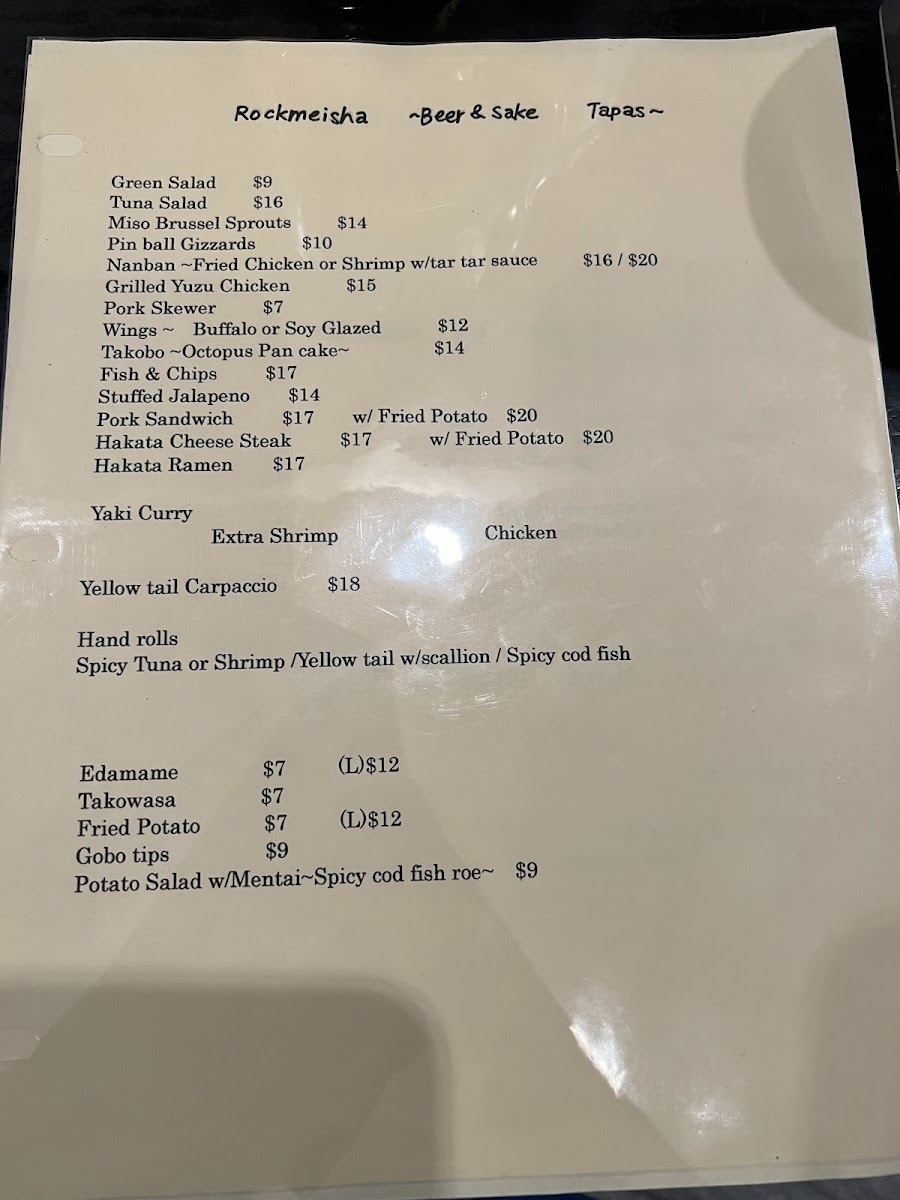 Rockmeisha ~Beer & Sake Tapas~
Green Salad $9
Tuna Salad $16
Miso Brussel Sprouts $14
Pin ball Gizzards $10
Nanban ~Fried Chicken or Shrimp w/tar tar sauce $16 / $20
Grilled Yuzu Chicken $15
Pork Skewer $7
Wings ~ Buffalo or Soy Glazed $12
Takobo ~Octopus Pan cake~ $14
Fish & Chips $17
Stuffed Jalapeno $14
Pork Sandwich $17 w/ Fried Potato $20
Hakata Cheese Steak $17 w/ Fried Potato $20
Hakata Ramen $17
Yaki Curry
Extra Shrimp Chicken
Yellow tail Carpaccio $18
Hand rolls
Spicy Tuna or Shrimp /Yellow tail w/scallion / Spicy cod fish
Edamame $7 (L)$12
Takowasa $7
Fried Potato $7 (L)$12
Gobo tips $9
Potato Salad w/Mentai~Spicy cod fish roe~ $9